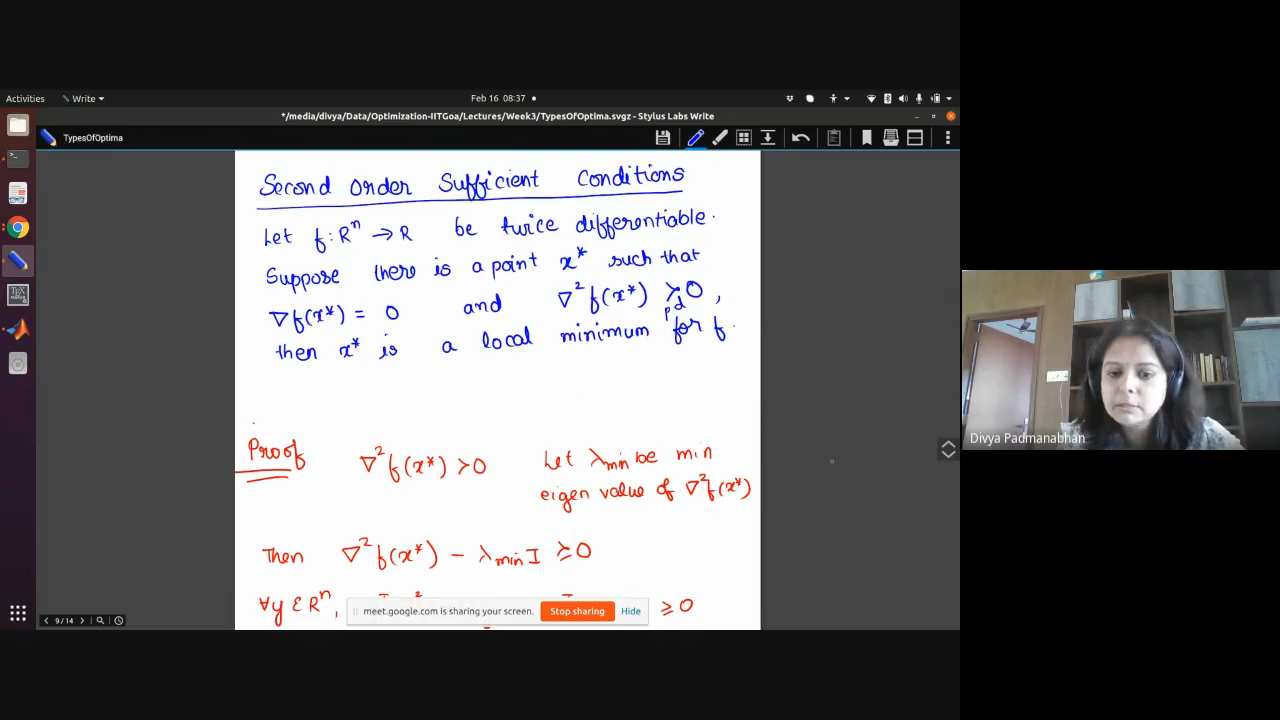 Activities
Write
Feb 16 08:37
*/media/divya/Data/Optimization-IITGoa/Lectures/Week3/TypesOfOptima.svgz - Stylus Labs Write
TypesOfOptima
Second Order Sufficient Conditions
Let f: Rⁿ → R be twice differentiable.
Suppose there is a point x* such that
∇f(x*) = 0 and ∇²f(x*) ≻ 0,
pd
then x* is a local minimum for f.
Proof ∇²f(x*) ≻ 0 Let λmin be min
eigen value of ∇²f(x*)
Then ∇²f(x*) - λmin I ≽ 0
∀y ∈ Rⁿ, ≥ 0
meet.google.com is sharing your screen. Stop sharing Hide
9/14
Divya Padmanabhan